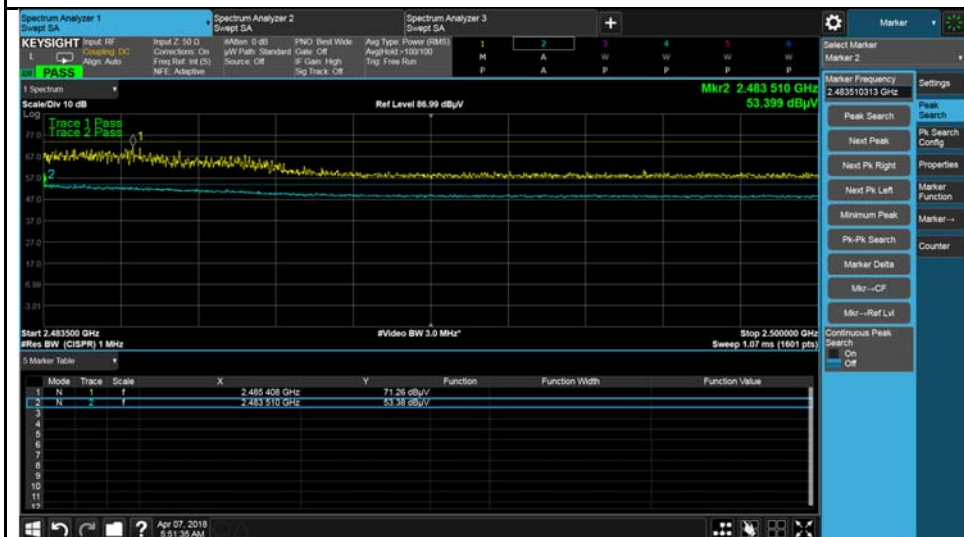 Spectrum Analyzer 1
Swept SA
Spectrum Analyzer 2
Swept SA
Spectrum Analyzer 3
Swept SA
+
Marker
KEYSIGHT
L
PASS
Input: RF
Coupling: DC
Align: Auto
Input Z: 50 Ω
Corrections: On
Freq Ref: Int (S)
NFE: Adaptive
#Atten: 0 dB
µW Path: Standard
Source: Off
PNO: Best Wide
Gate: Off
IF Gain: High
Sig Track: Off
Avg Type: Power (RMS)
Avg|Hold:>100/100
Trig: Free Run
1 2 3 4 5 6
M A W W W W
P A P P P P
Select Marker
Marker 2
1 Spectrum
Mkr2 2.483 510 GHz
53.399 dBµV
Scale/Div 10 dB
Ref Level 86.99 dBµV
Log
Trace 1 Pass
Trace 2 Pass
77.0
67.0
57.0
47.0
37.0
27.0
17.0
6.99
-3.01
1
2
Start 2.483500 GHz
#Video BW 3.0 MHz*
Stop 2.500000 GHz
#Res BW (CISPR) 1 MHz
Sweep 1.07 ms (1601 pts)
5 Marker Table
Mode Trace Scale X Y Function Function Width Function Value
1 N 1 f 2.485 408 GHz 71.26 dBµV
2 N 2 f 2.483 510 GHz 53.38 dBµV
3
4
5
6
7
8
9
10
11
12
Marker Frequency
2.483510313 GHz
Peak Search
Next Peak
Next Pk Right
Next Pk Left
Minimum Peak
Pk-Pk Search
Marker Delta
Mkr→CF
Mkr→Ref Lvl
Continuous Peak
Search
On
Off
Settings
Peak
Search
Pk Search
Config
Properties
Marker
Function
Marker→
Counter
?
Apr 07, 2018
5:51:35 AM